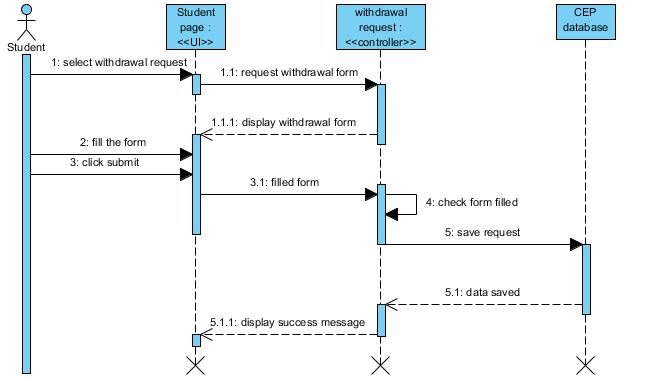 Student
page :
<<UI>>
withdrawal
request :
<<controller>>
CEP
database
Student
1: select withdrawal request
1.1: request withdrawal form
1.1.1: display withdrawal form
2: fill the form
3: click submit
3.1: filled form
4: check form filled
5: save request
5.1: data saved
5.1.1: display success message